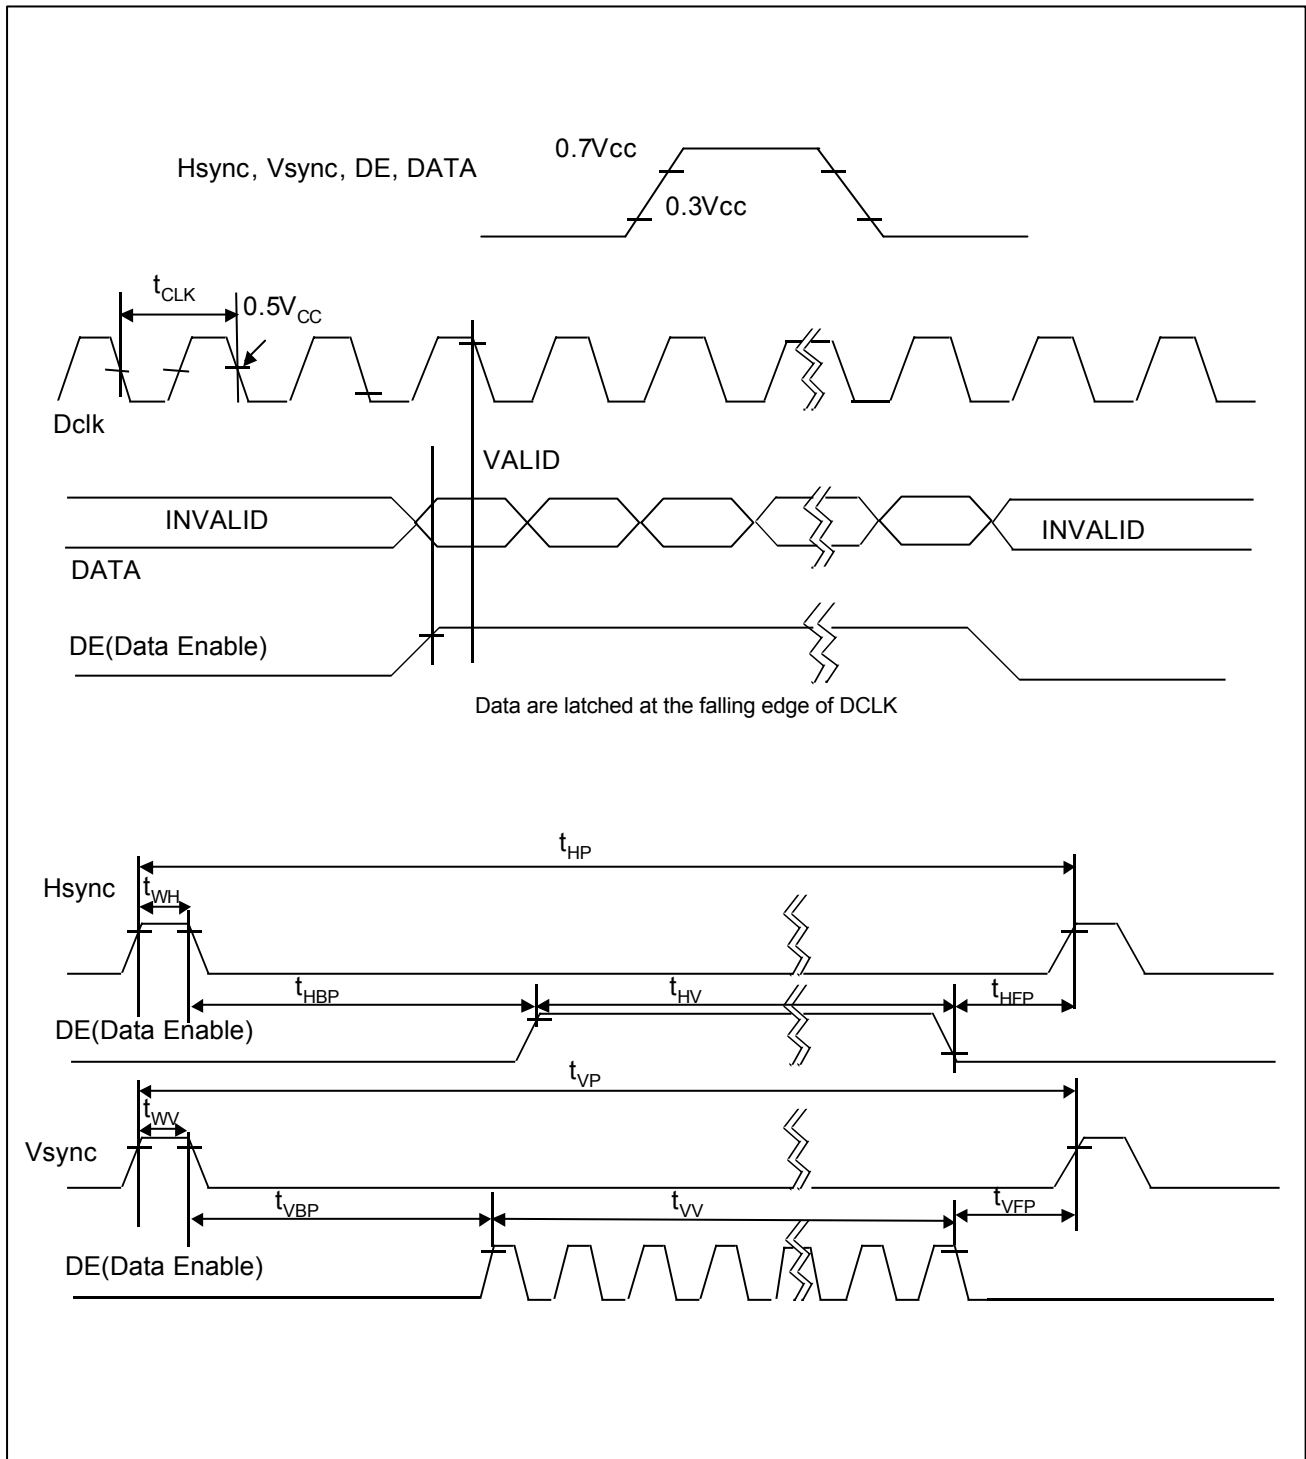 0.7Vcc
Hsync, Vsync, DE, DATA
0.3Vcc
tCLK
0.5VCC
Dclk
VALID
INVALID
INVALID
DATA
DE(Data Enable)
Data are latched at the falling edge of DCLK
tHP
Hsync
tWH
tHBP
tHV
tHFP
DE(Data Enable)
tVP
tWV
Vsync
tVBP
tVV
tVFP
DE(Data Enable)